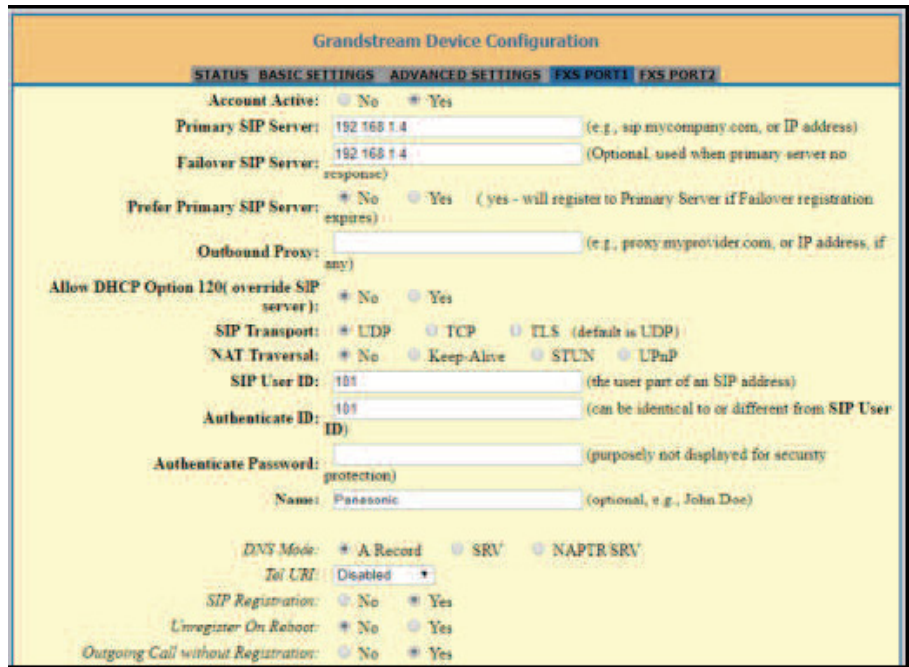 Grandstream Device Configuration
STATUS BASIC SETTINGS ADVANCED SETTINGS FXS PORT1 FXS PORT2
Account Active: No Yes
Primary SIP Server: 192.168.1.4 (e.g., sip.mycompany.com, or IP address)
Failover SIP Server: 192.168.1.4 (Optional, used when primary server no
response)
Prefer Primary SIP Server: No Yes ( yes - will register to Primary Server if Failover registration
expires)
Outbound Proxy: (e.g., proxy.myprovider.com, or IP address, if
any)
Allow DHCP Option 120( override SIP
server): No Yes
SIP Transport: UDP TCP TLS (default is UDP)
NAT Traversal: No Keep-Alive STUN UPnP
SIP User ID: 101 (the user part of an SIP address)
Authenticate ID: 101 (can be identical to or different from SIP User
ID)
Authenticate Password: (purposely not displayed for security
protection)
Name: Panasonic (optional, e.g., John Doe)
DNS Mode: A Record SRV NAPTR/SRV
Tel URI: Disabled
SIP Registration: No Yes
Unregister On Reboot: No Yes
Outgoing Call without Registration: No Yes